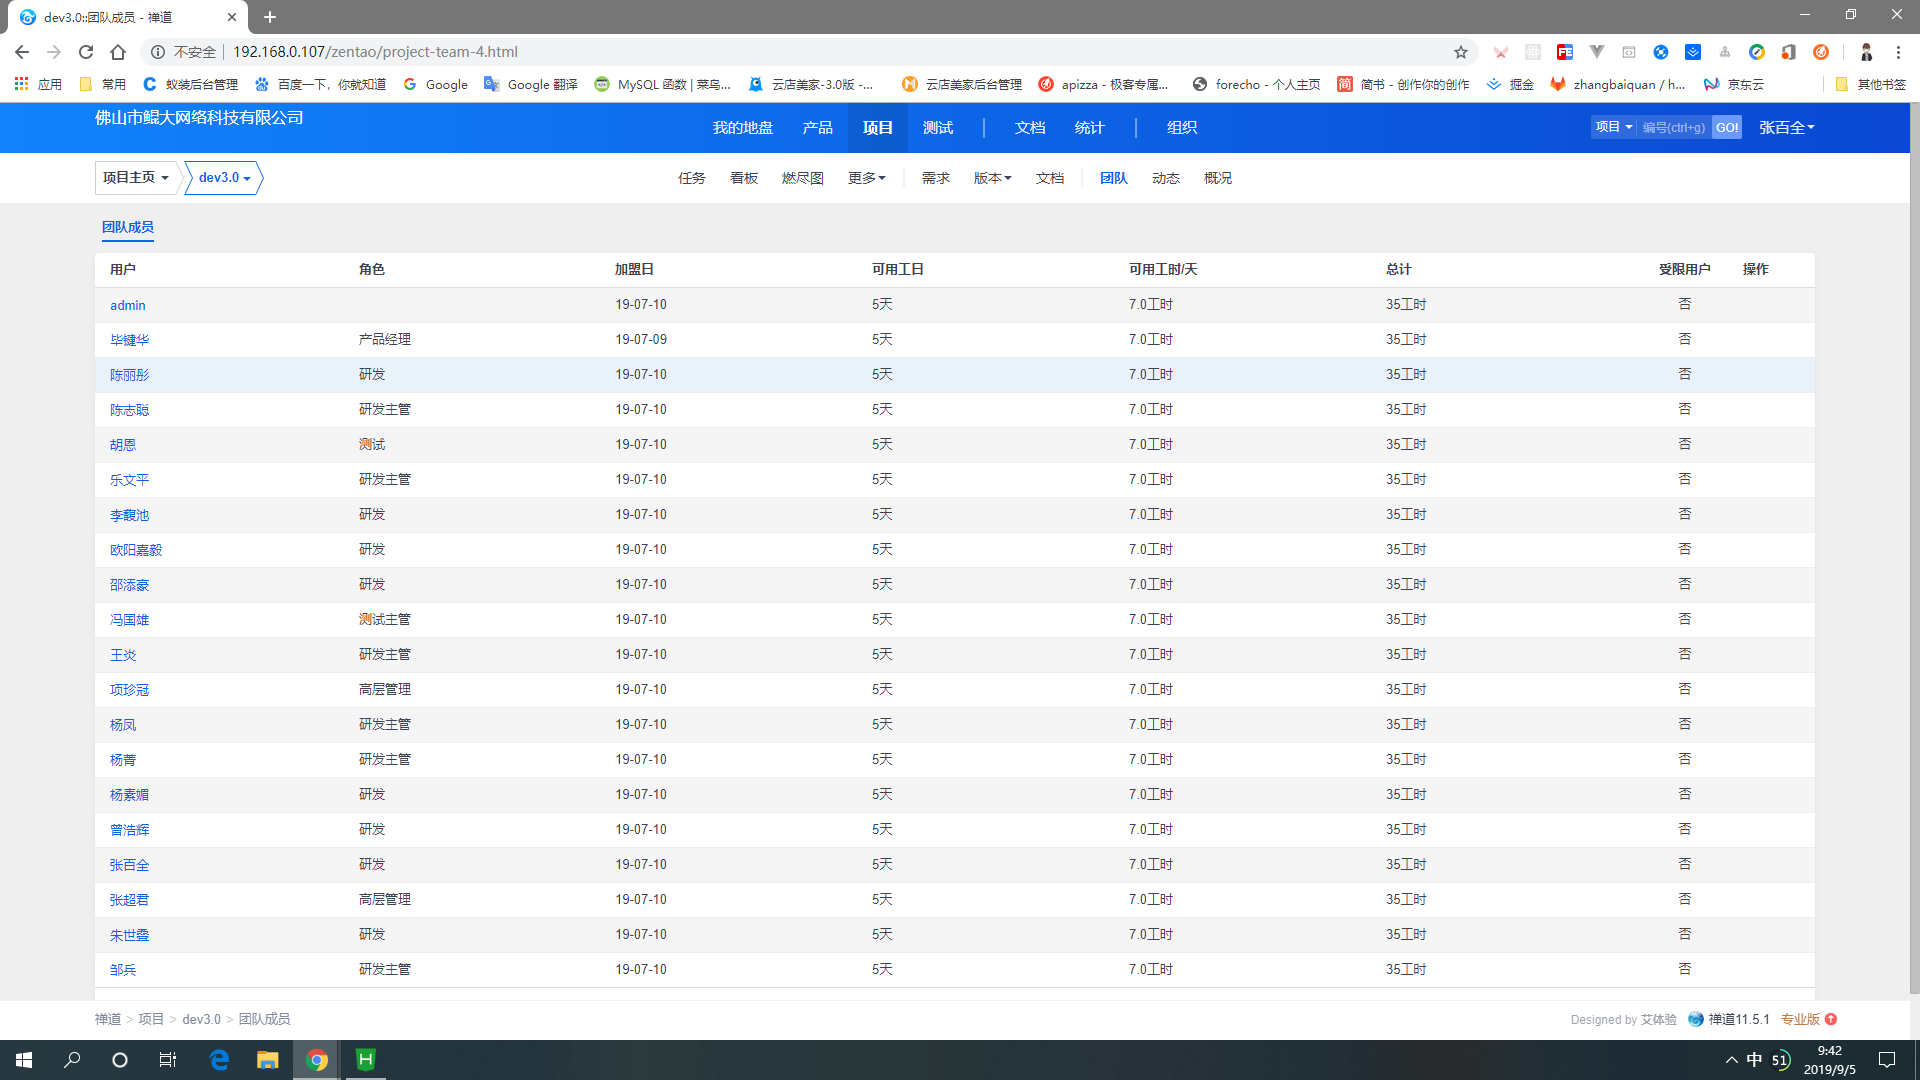 dev3.0::团队成员 - 禅道
不安全 192.168.0.107/zentao/project-team-4.html
应用 常用 蚁装后台管理 百度一下，你就知道 Google Google 翻译 MySQL 函数 | 菜鸟... 云店美家-3.0版 -... 云店美家后台管理 apizza - 极客专属... forecho - 个人主页 简书 - 创作你的创作 掘金 zhangbaiquan / h... 京东云 其他书签
佛山市鲲大网络科技有限公司
我的地盘 产品 项目 测试 文档 统计 组织 项目 编号(ctrl+g) GO! 张百全
项目主页 dev3.0 任务 看板 燃尽图 更多 需求 版本 文档 团队 动态 概况
团队成员
用户 角色 加盟日 可用工日 可用工时/天 总计 受限用户 操作
admin 19-07-10 5天 7.0工时 35工时 否
毕键华 产品经理 19-07-09 5天 7.0工时 35工时 否
陈丽彤 研发 19-07-10 5天 7.0工时 35工时 否
陈志聪 研发主管 19-07-10 5天 7.0工时 35工时 否
胡恩 测试 19-07-10 5天 7.0工时 35工时 否
乐文平 研发主管 19-07-10 5天 7.0工时 35工时 否
李馥池 研发 19-07-10 5天 7.0工时 35工时 否
欧阳嘉毅 研发 19-07-10 5天 7.0工时 35工时 否
邵添豪 研发 19-07-10 5天 7.0工时 35工时 否
冯国雄 测试主管 19-07-10 5天 7.0工时 35工时 否
王炎 研发主管 19-07-10 5天 7.0工时 35工时 否
项珍冠 高层管理 19-07-10 5天 7.0工时 35工时 否
杨凤 研发主管 19-07-10 5天 7.0工时 35工时 否
杨菁 研发主管 19-07-10 5天 7.0工时 35工时 否
杨素媚 研发 19-07-10 5天 7.0工时 35工时 否
曾浩辉 研发 19-07-10 5天 7.0工时 35工时 否
张百全 研发 19-07-10 5天 7.0工时 35工时 否
张超君 高层管理 19-07-10 5天 7.0工时 35工时 否
朱世叠 研发 19-07-10 5天 7.0工时 35工时 否
邹兵 研发主管 19-07-10 5天 7.0工时 35工时 否
禅道 > 项目 > dev3.0 > 团队成员 Designed by 艾体验 禅道11.5.1 专业版
中 51 9:42
2019/9/5